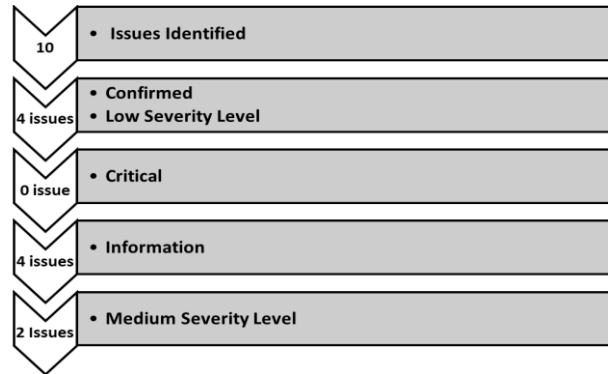 10
• Issues Identified
4 issues
• Confirmed
• Low Severity Level
0 issue
• Critical
4 issues
• Information
2 Issues
• Medium Severity Level